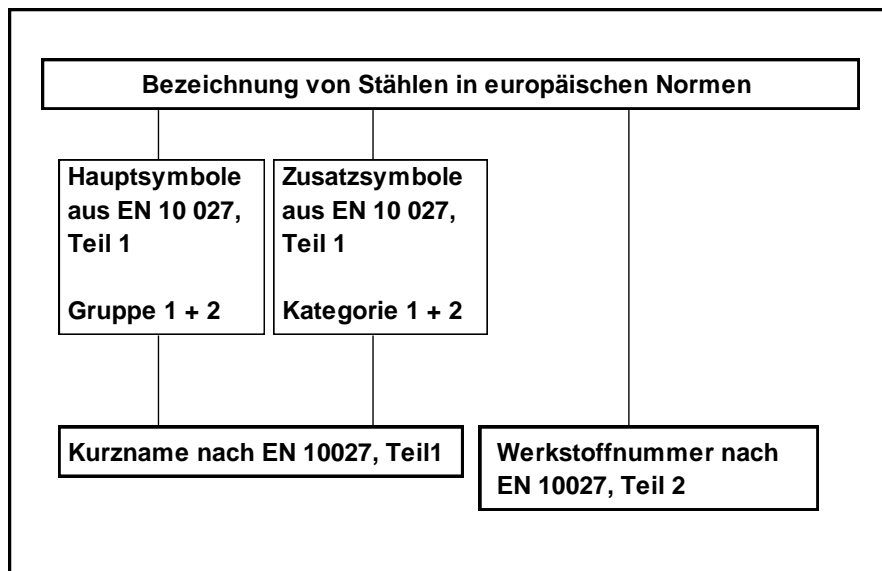 Bezeichnung von Stählen in europäischen Normen
Hauptsymbole
aus EN 10 027,
Teil 1
Gruppe 1 + 2
Zusatzsymbole
aus EN 10 027,
Teil 1
Kategorie 1 + 2
Kurzname nach EN 10027, Teil1
Werkstoffnummer nach
EN 10027, Teil 2